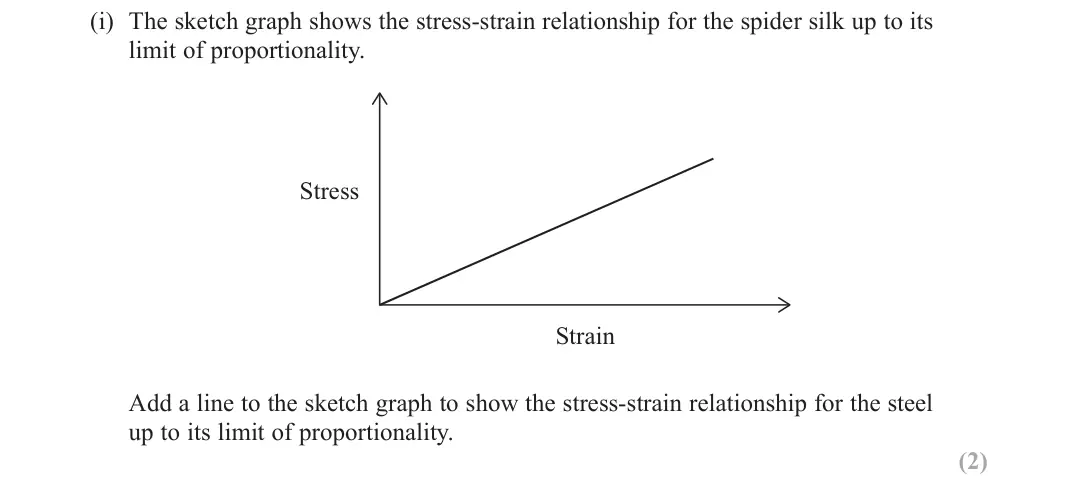 (i) The sketch graph shows the stress-strain relationship for the spider silk up to its
limit of proportionality.
Stress
Strain
Add a line to the sketch graph to show the stress-strain relationship for the steel
up to its limit of proportionality.
(2)